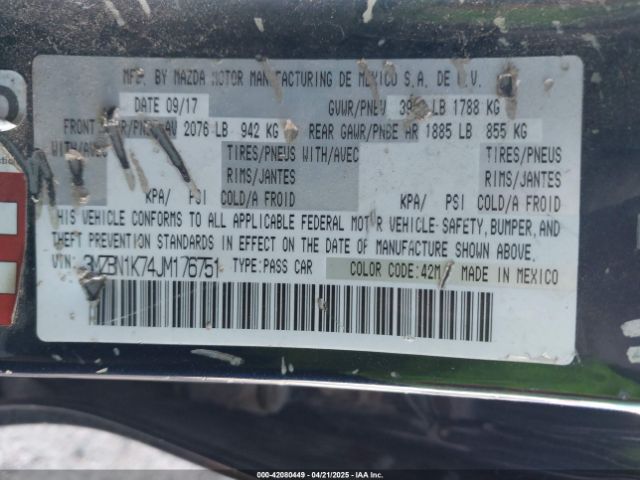 MFD. BY MAZDA MOTOR MANUFACTURING DE MEXICO S.A. DE C.V.
DATE 09/17 GVWR/PNBV LB 1788 KG
FRONT AV 2076 LB 942 KG REAR GAWR/PNBE AR 1885 LB 855 KG
WITH/AVEC TIRES/PNEUS WITH/AVEC TIRES/PNEUS
RIMS/JANTES RIMS/JANTES
KPA/ PSI COLD/A FROID KPA/ PSI COLD/A FROID
THIS VEHICLE CONFORMS TO ALL APPLICABLE FEDERAL MOTOR VEHICLE-SAFETY, BUMPER, AND
THEFT PREVENTION STANDARDS IN EFFECT ON THE DATE OF MANUFACTURE SHOWN ABOVE.
VIN: 3MZBN1K74JM176751 TYPE:PASS CAR COLOR CODE:42M MADE IN MEXICO
000-42080449 - 04/21/2025 - IAA Inc.